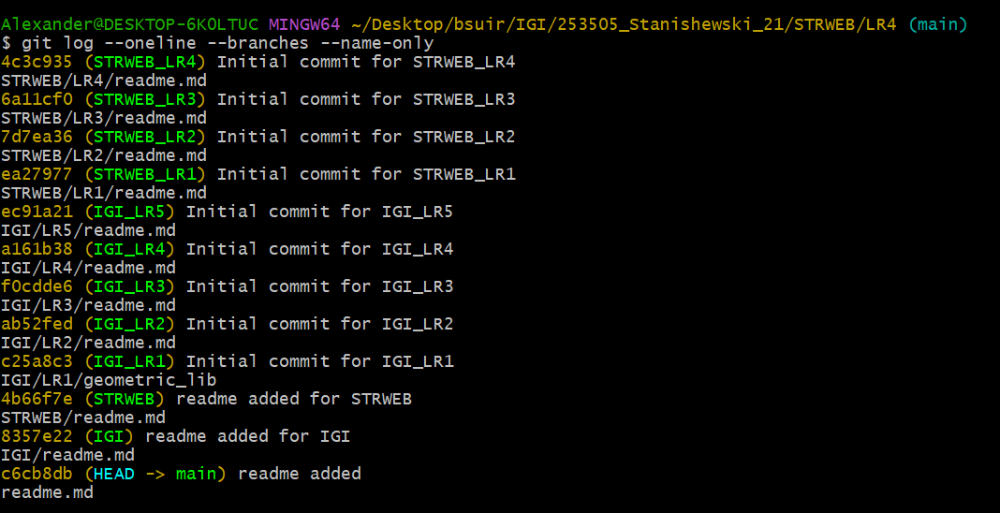 Alexander@DESKTOP-6KOLTUC MINGW64 ~/Desktop/bsuir/IGI/253505_Stanishewski_21/STRWEB/LR4 (main)
$ git log --oneline --branches --name-only
4c3c935 (STRWEB_LR4) Initial commit for STRWEB_LR4
STRWEB/LR4/readme.md
6a11cf0 (STRWEB_LR3) Initial commit for STRWEB_LR3
STRWEB/LR3/readme.md
7d7ea36 (STRWEB_LR2) Initial commit for STRWEB_LR2
STRWEB/LR2/readme.md
ea27977 (STRWEB_LR1) Initial commit for STRWEB_LR1
STRWEB/LR1/readme.md
ec91a21 (IGI_LR5) Initial commit for IGI_LR5
IGI/LR5/readme.md
a161b38 (IGI_LR4) Initial commit for IGI_LR4
IGI/LR4/readme.md
f0cdde6 (IGI_LR3) Initial commit for IGI_LR3
IGI/LR3/readme.md
ab52fed (IGI_LR2) Initial commit for IGI_LR2
IGI/LR2/readme.md
c25a8c3 (IGI_LR1) Initial commit for IGI_LR1
IGI/LR1/geometric_lib
4b66f7e (STRWEB) readme added for STRWEB
STRWEB/readme.md
8357e22 (IGI) readme added for IGI
IGI/readme.md
c6cb8db (HEAD -> main) readme added
readme.md